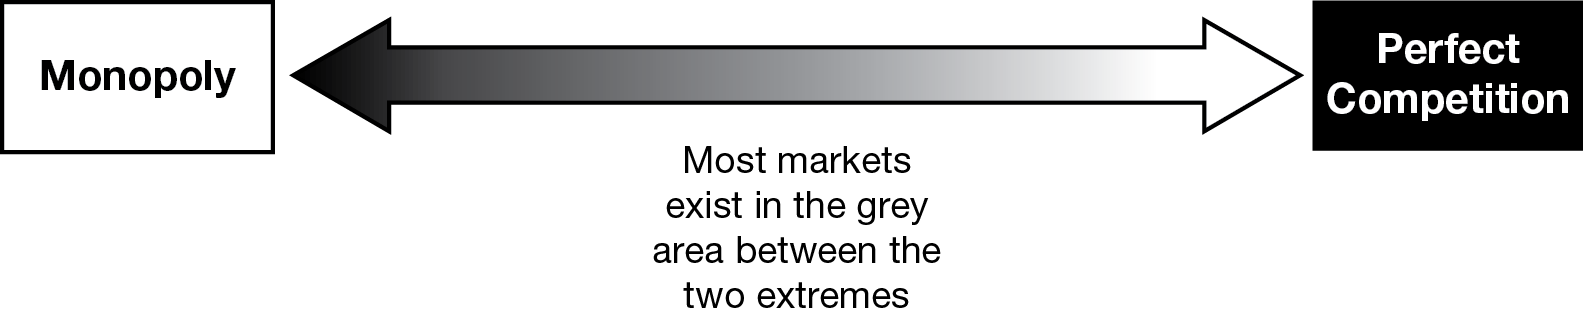 Monopoly
Perfect
Competition
Most markets
exist in the grey
area between the
two extremes